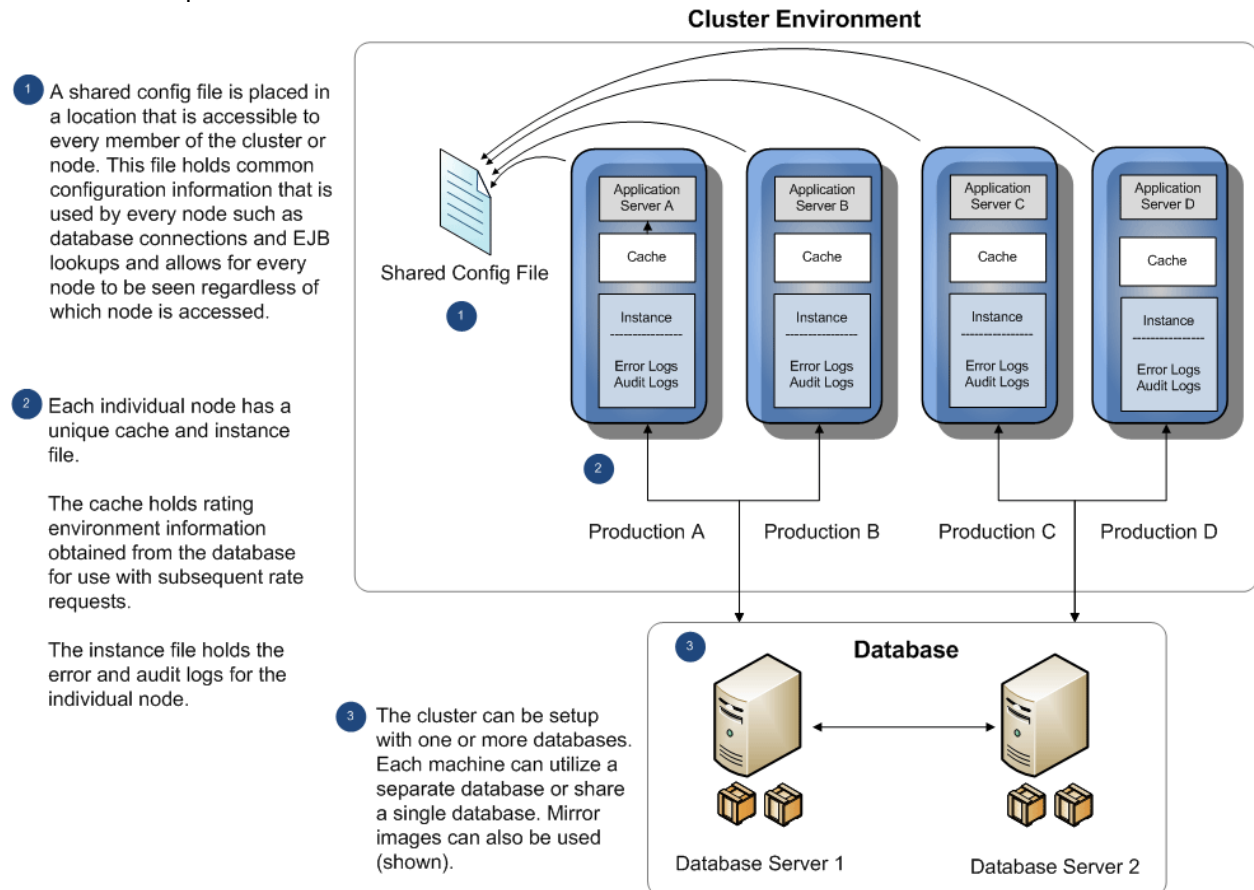 Cluster Environment
1
A shared config file is placed in
a location that is accessible to
every member of the cluster or
node. This file holds common
configuration information that is
used by every node such as
database connections and EJB
lookups and allows for every
node to be seen regardless of
which node is accessed.
2
Each individual node has a
unique cache and instance
file.
The cache holds rating
environment information
obtained from the database
for use with subsequent rate
requests.
The instance file holds the
error and audit logs for the
individual node.
Shared Config File
1
Application
Server A
Cache
Instance
----------------
Error Logs
Audit Logs
Application
Server B
Cache
Instance
----------------
Error Logs
Audit Logs
Application
Server C
Cache
Instance
----------------
Error Logs
Audit Logs
Application
Server D
Cache
Instance
----------------
Error Logs
Audit Logs
2
Production A
Production B
Production C
Production D
3
The cluster can be setup
with one or more databases.
Each machine can utilize a
separate database or share
a single database. Mirror
images can also be used
(shown).
3
Database
Database Server 1
Database Server 2